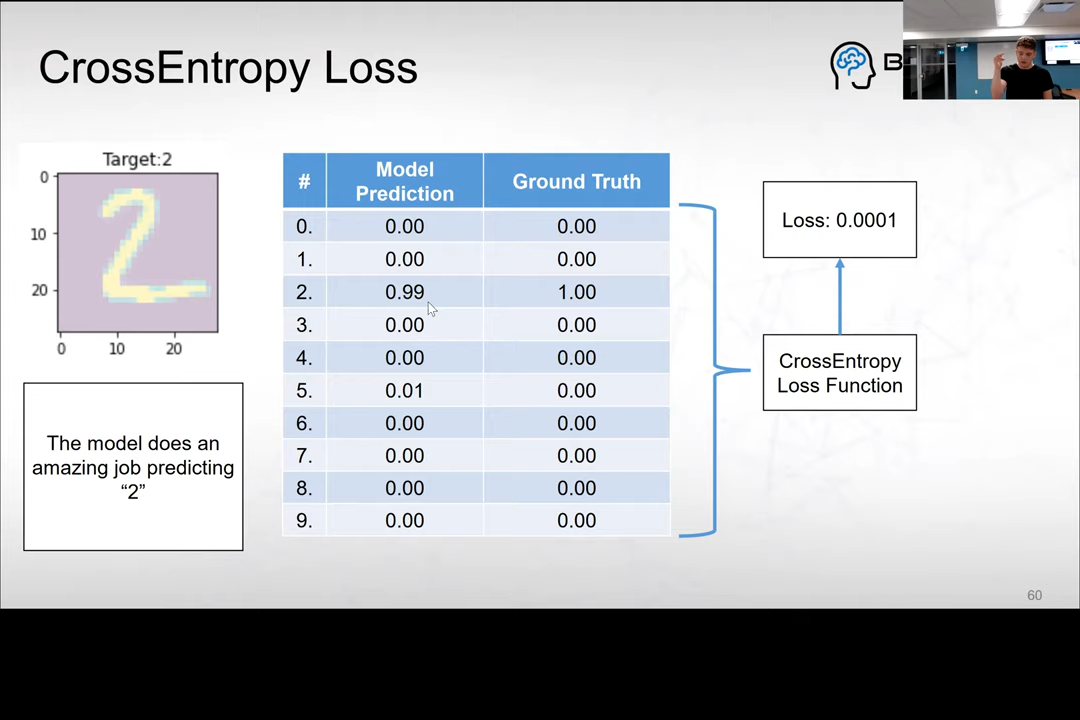 CrossEntropy Loss
B
Target:2
0
10
20
0 10 20
The model does an
amazing job predicting
“2”
# Model Prediction Ground Truth
0. 0.00 0.00
1. 0.00 0.00
2. 0.99 1.00
3. 0.00 0.00
4. 0.00 0.00
5. 0.01 0.00
6. 0.00 0.00
7. 0.00 0.00
8. 0.00 0.00
9. 0.00 0.00
Loss: 0.0001
CrossEntropy
Loss Function
60